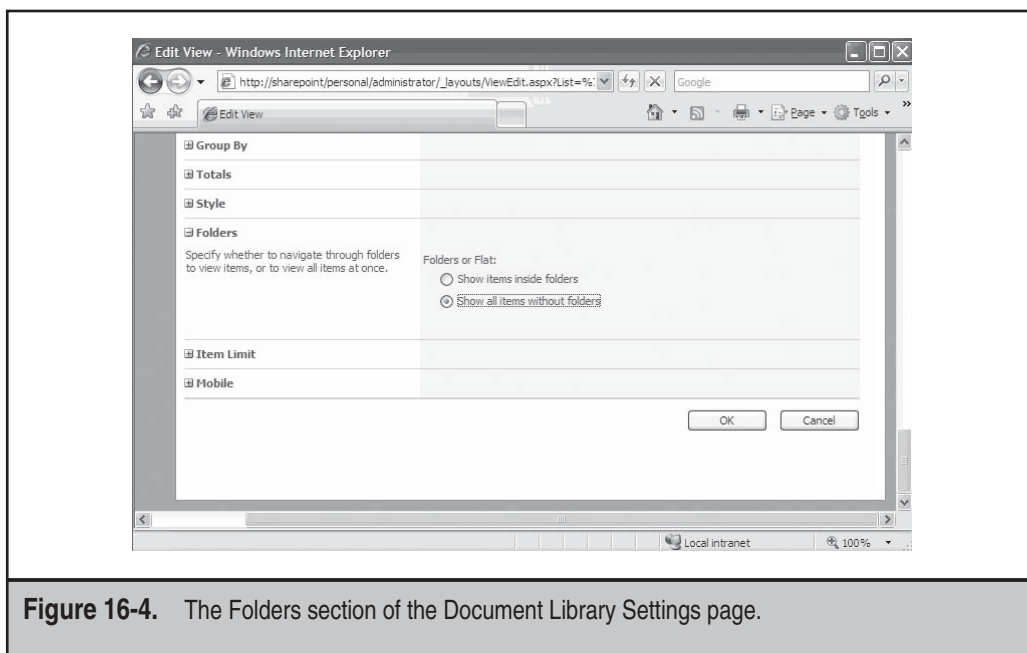 Edit View - Windows Internet Explorer
http://sharepoint/personal/administrator/_layouts/ViewEdit.aspx?List=%
Google
Edit View
Page
Tools
Group By
Totals
Style
Folders
Specify whether to navigate through folders
to view items, or to view all items at once.
Folders or Flat:
Show items inside folders
Show all items without folders
Item Limit
Mobile
OK
Cancel
Local intranet
100%
Figure 16-4. The Folders section of the Document Library Settings page.